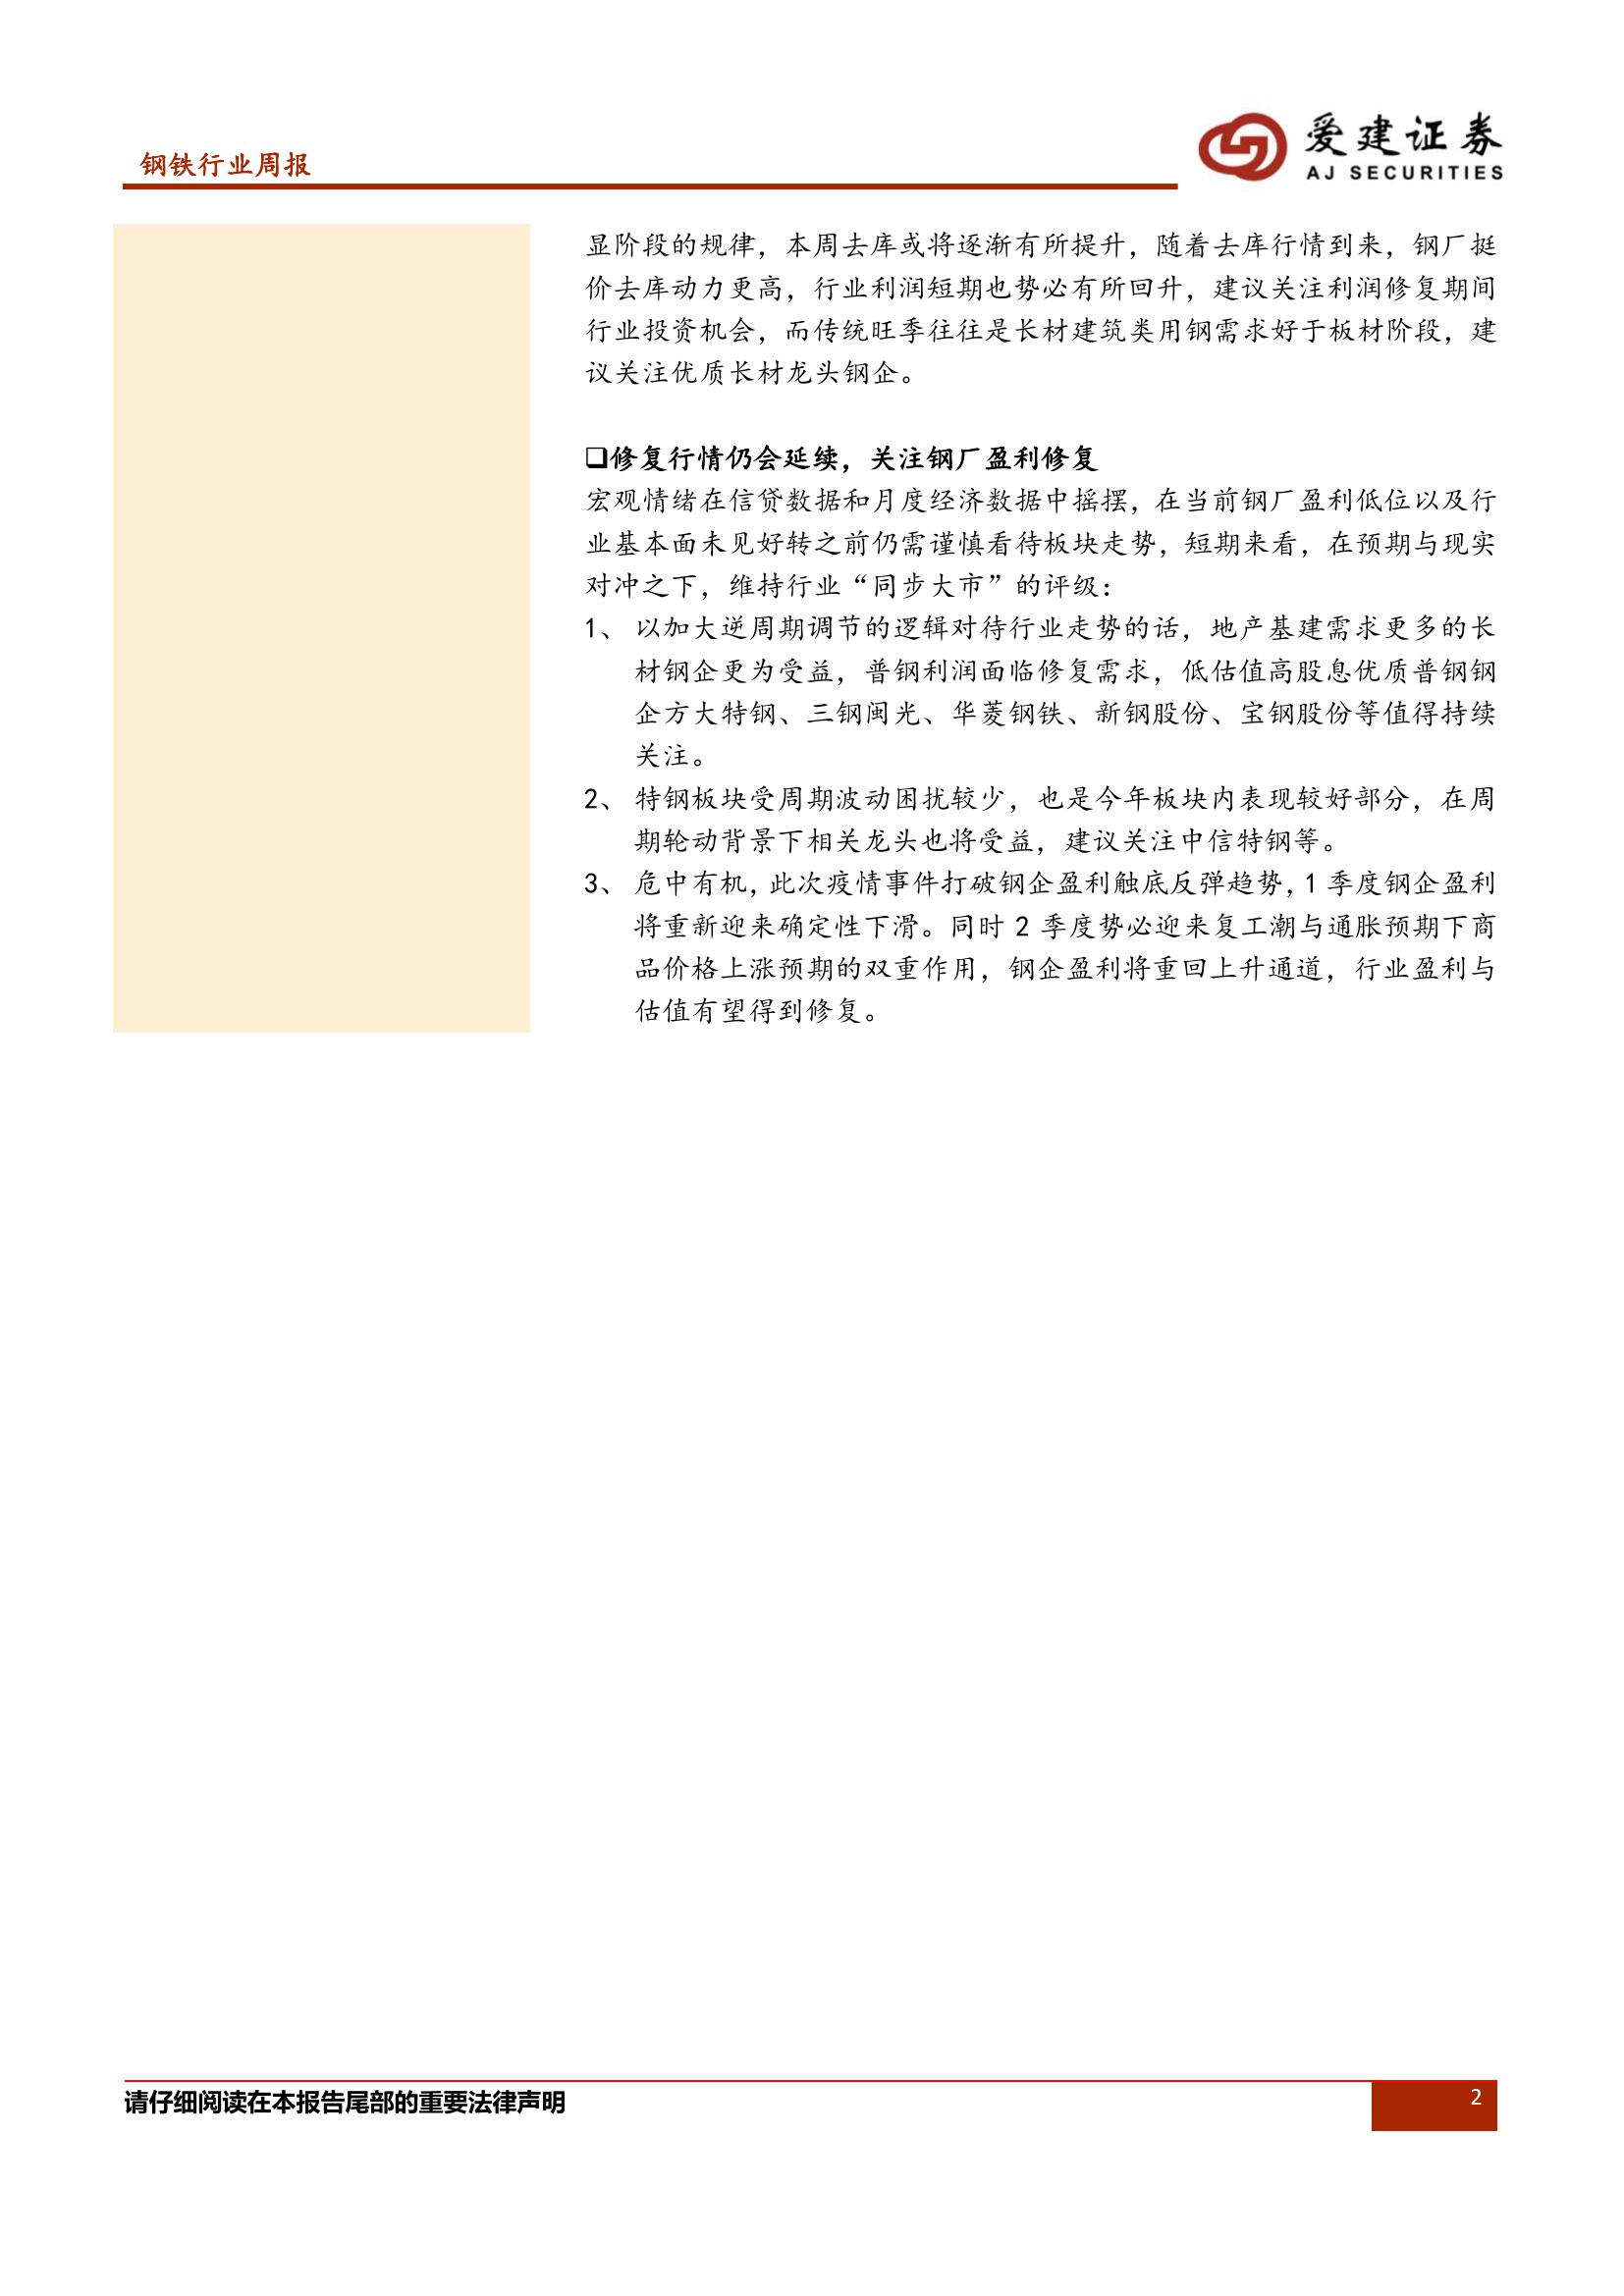 钢铁行业周报
爱建证券
AJ SECURITIES
显阶段的规律，本周去库或将逐渐有所提升，随着去库行情到来，钢厂挺
价去库动力更高，行业利润短期也势必有所回升，建议关注利润修复期间
行业投资机会，而传统旺季往往是长材建筑类用钢需求好于板材阶段，建
议关注优质长材龙头钢企。
❑修复行情仍会延续，关注钢厂盈利修复
宏观情绪在信贷数据和月度经济数据中摇摆，在当前钢厂盈利低位以及行
业基本面未见好转之前仍需谨慎看待板块走势，短期来看，在预期与现实
对冲之下，维持行业“同步大市”的评级：
1、 以加大逆周期调节的逻辑对待行业走势的话，地产基建需求更多的长
材钢企更为受益，普钢利润面临修复需求，低估值高股息优质普钢钢
企方大特钢、三钢闽光、华菱钢铁、新钢股份、宝钢股份等值得持续
关注。
2、 特钢板块受周期波动困扰较少，也是今年板块内表现较好部分，在周
期轮动背景下相关龙头也将受益，建议关注中信特钢等。
3、 危中有机，此次疫情事件打破钢企盈利触底反弹趋势，1 季度钢企盈利
将重新迎来确定性下滑。同时 2 季度势必迎来复工潮与通胀预期下商
品价格上涨预期的双重作用，钢企盈利将重回上升通道，行业盈利与
估值有望得到修复。
请仔细阅读在本报告尾部的重要法律声明
2